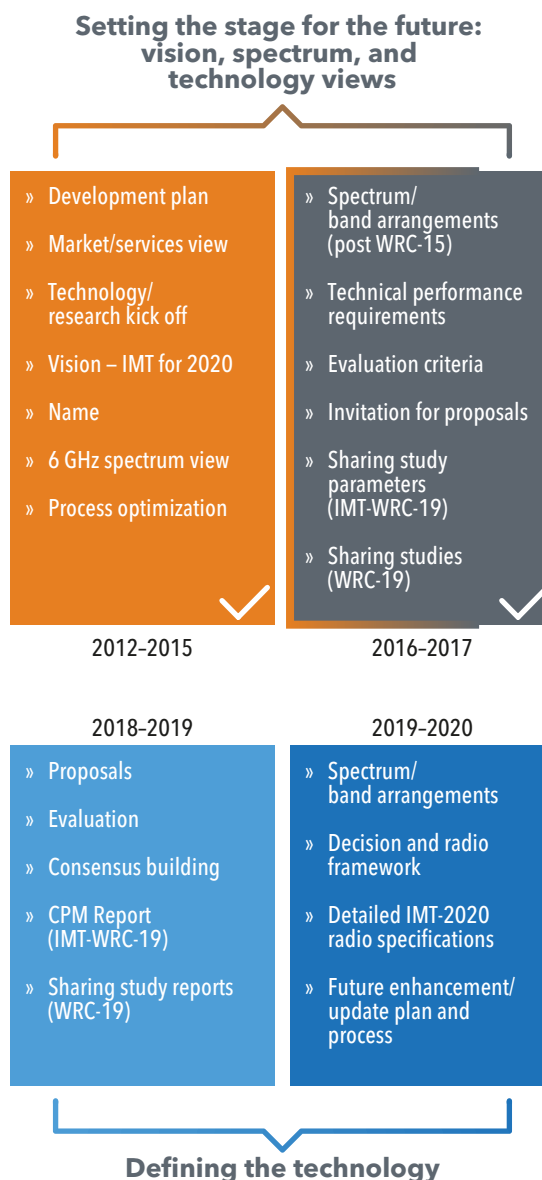 Setting the stage for the future:
vision, spectrum, and
technology views
» Development plan
» Market/services view
» Technology/
research kick off
» Vision – IMT for 2020
» Name
» 6 GHz spectrum view
» Process optimization
2012–2015
» Spectrum/
band arrangements
(post WRC-15)
» Technical performance
requirements
» Evaluation criteria
» Invitation for proposals
» Sharing study
parameters
(IMT-WRC-19)
» Sharing studies
(WRC-19)
2016–2017
2018–2019
» Proposals
» Evaluation
» Consensus building
» CPM Report
(IMT-WRC-19)
» Sharing study reports
(WRC-19)
2019–2020
» Spectrum/
band arrangements
» Decision and radio
framework
» Detailed IMT-2020
radio specifications
» Future enhancement/
update plan and
process
Defining the technology